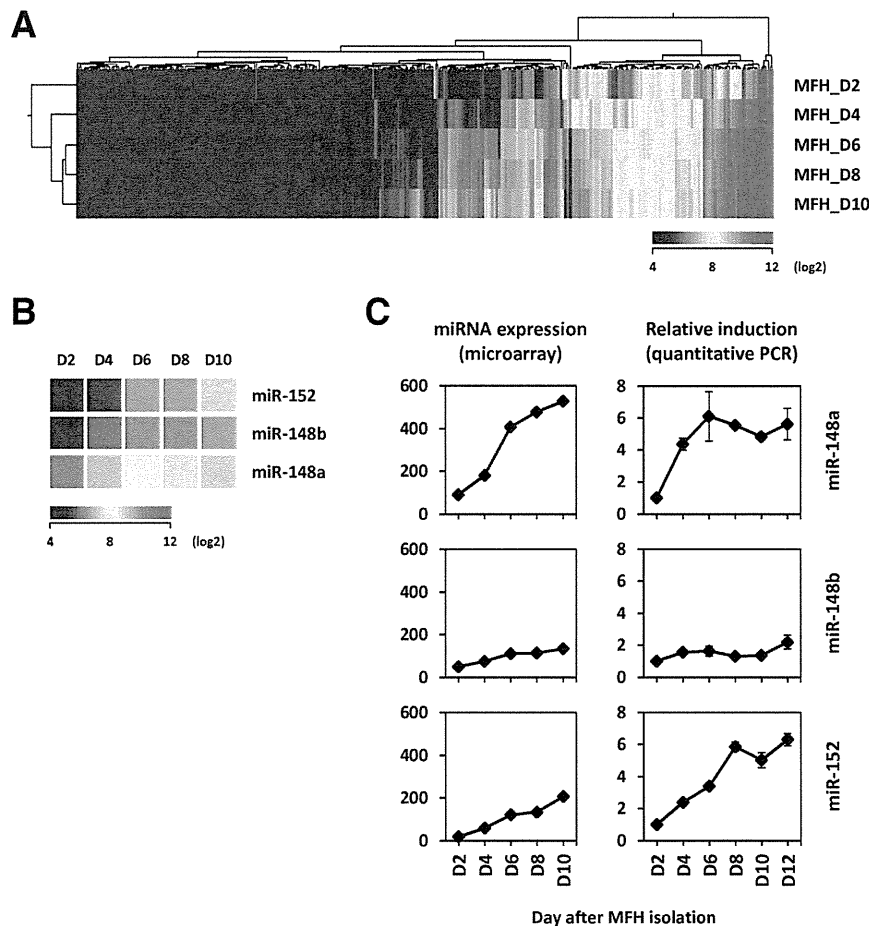 A
MFH_D2
MFH_D4
MFH_D6
MFH_D8
MFH_D10
4 8 12 (log2)
B
D2 D4 D6 D8 D10
miR-152
miR-148b
miR-148a
4 8 12 (log2)
C
miRNA expression
(microarray)
Relative induction
(quantitative PCR)
600
400
200
0
8
6
4
2
0
miR-148a
600
400
200
0
8
6
4
2
0
miR-148b
600
400
200
0
8
6
4
2
0
miR-152
D2 D4 D6 D8 D10
D2 D4 D6 D8 D10 D12
Day after MFH isolation